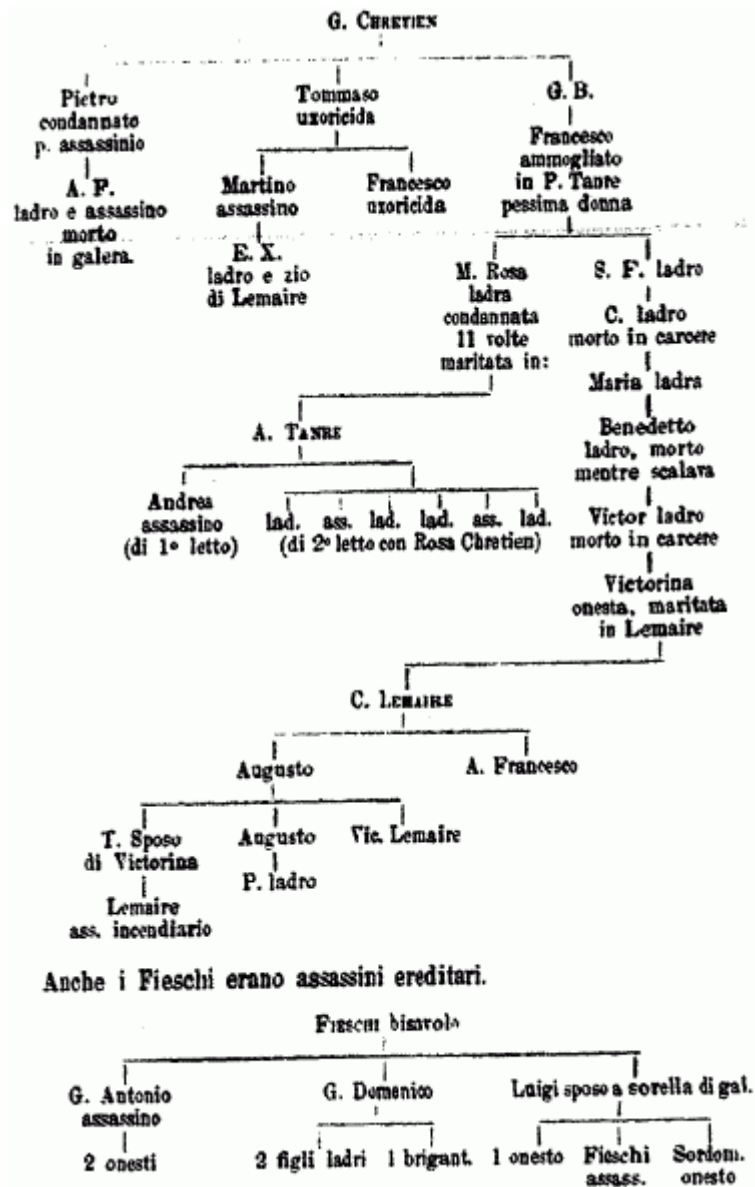 G. CHRETIEN
Pietro
condannato
p. assassinio
Tommaso
uxoricida
G. B.
Francesco
ammogliato
in P. Tanre
pessima donna
A. P.
ladro e assassino
morto
in galera.
Martino
assassino
Francesco
uxoricida
E. X.
ladro e zio
di Lemaire
M. Rosa
ladra
condannata
11 volte
maritata in:
S. F. ladro
C. ladro
morto in carcere
Maria ladra
Benedetto
ladro, morto
mentre scalava
Victor ladro
morto in carcere
Victorina
onesta, maritata
in Lemaire
A. TANRE
Andrea
assassino
(di 1º letto)
lad. ass. lad. lad. ass. lad.
(di 2º letto con Rosa Chretien)
C. LEMAIRE
Augusto
A. Francesco
T. Sposo
di Victorina
Augusto
Vic. Lemaire
P. ladro
Lemaire
ass. incendiario
Anche i Fieschi erano assassini ereditari.
FIESCHI bisavolo
G. Antonio
assassino
G. Domenico
Luigi sposo a sorella di gal.
2 onesti
2 figli ladri
1 brigant.
1 onesto
Fieschi
assass.
Sordom.
onesto